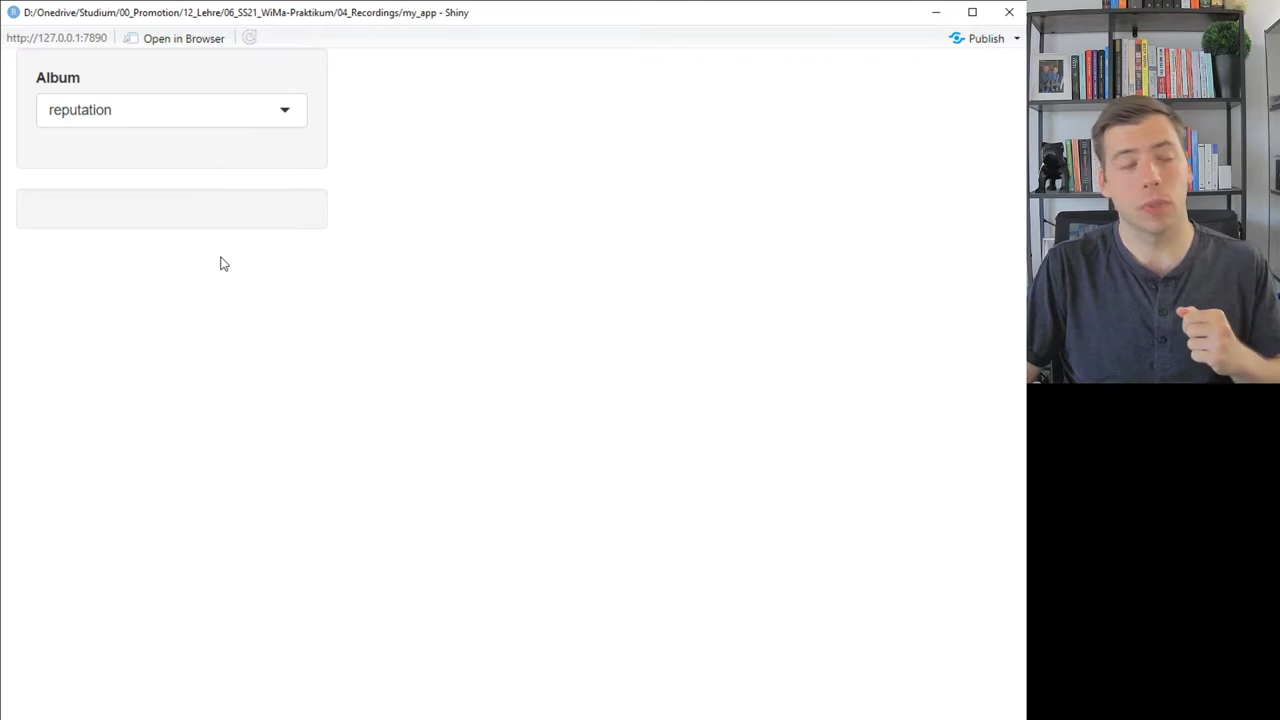 D:/Onedrive/Studium/00_Promotion/12_Lehre/06_SS21_WiMa-Praktikum/04_Recordings/my_app - Shiny
http://127.0.0.1:7890
Open in Browser
Publish
Album
reputation